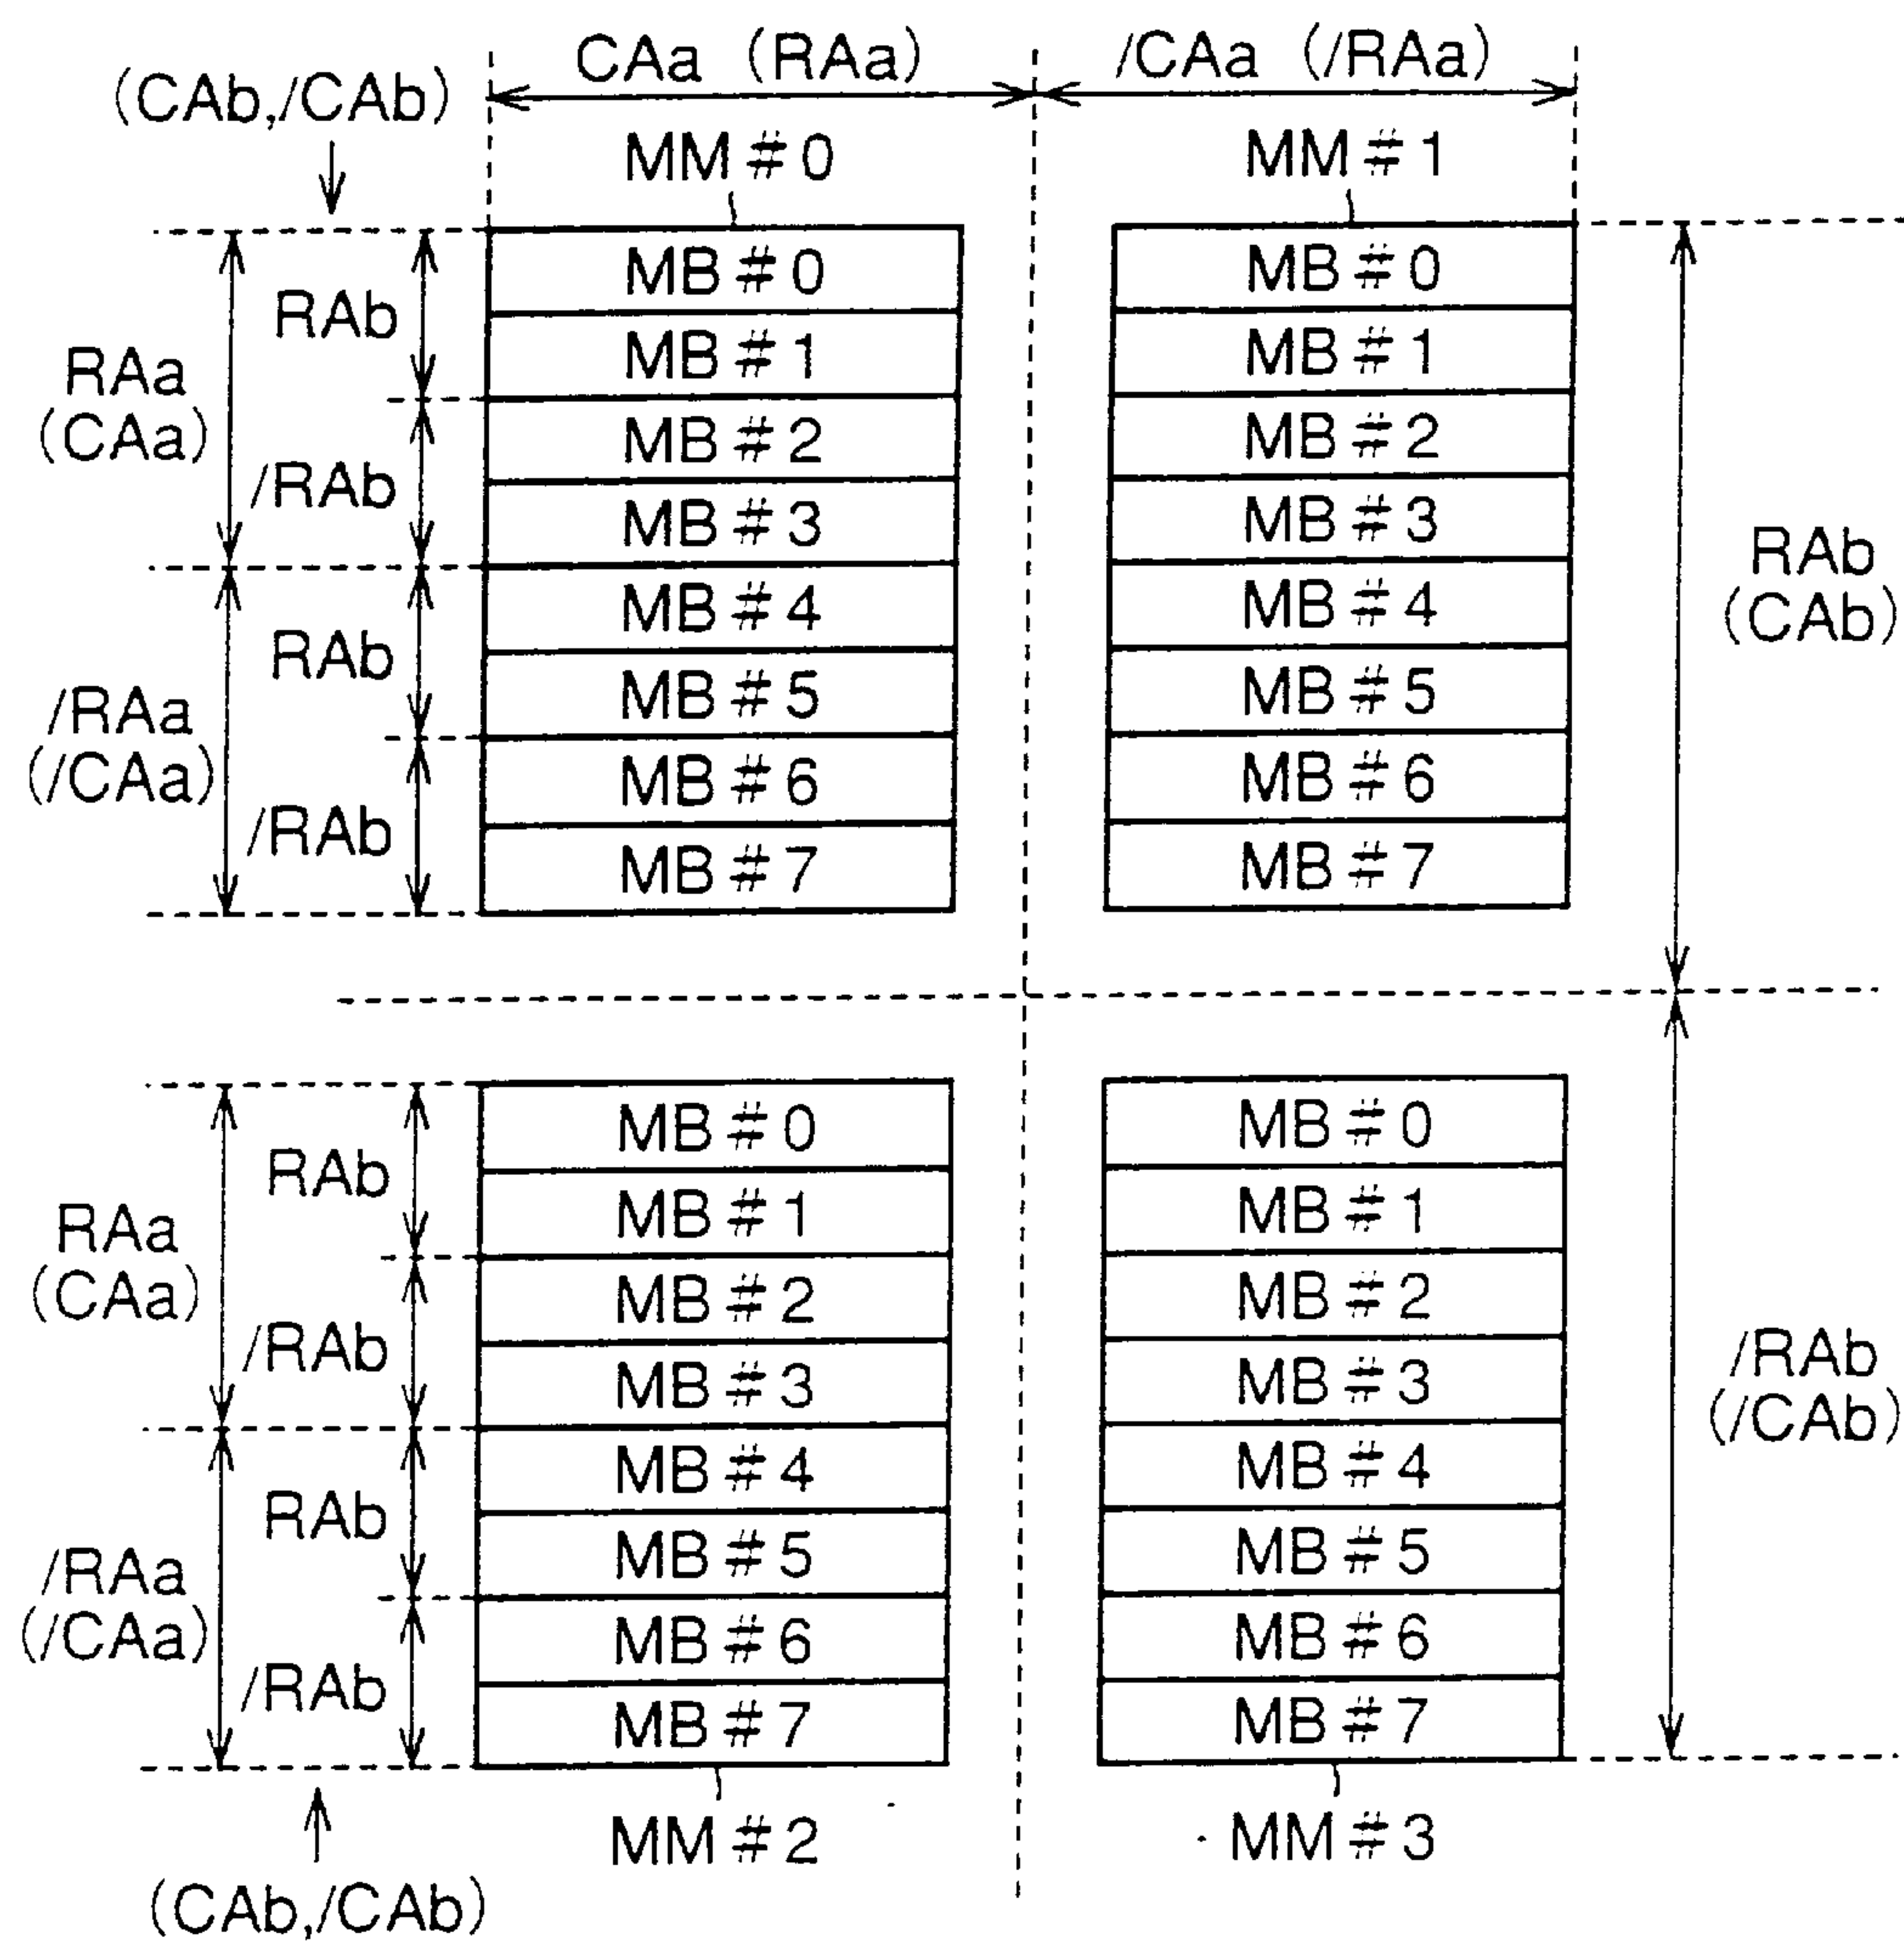 CAa (RAa) /CAa (/RAa)
(CAb,/CAb)
MM#0 MM#1
MB#0 MB#0
RAb
MB#1 MB#1
RAa
(CAa)
MB#2 MB#2
/RAb
MB#3 MB#3
RAb
(CAb)
MB#4 MB#4
RAb
MB#5 MB#5
/RAa
(/CAa)
MB#6 MB#6
/RAb
MB#7 MB#7
MB#0 MB#0
RAb
MB#1 MB#1
RAa
(CAa)
MB#2 MB#2
/RAb
MB#3 MB#3
/RAb
(/CAb)
MB#4 MB#4
RAb
MB#5 MB#5
/RAa
(/CAa)
MB#6 MB#6
/RAb
MB#7 MB#7
MM#2 MM#3
(CAb,/CAb)